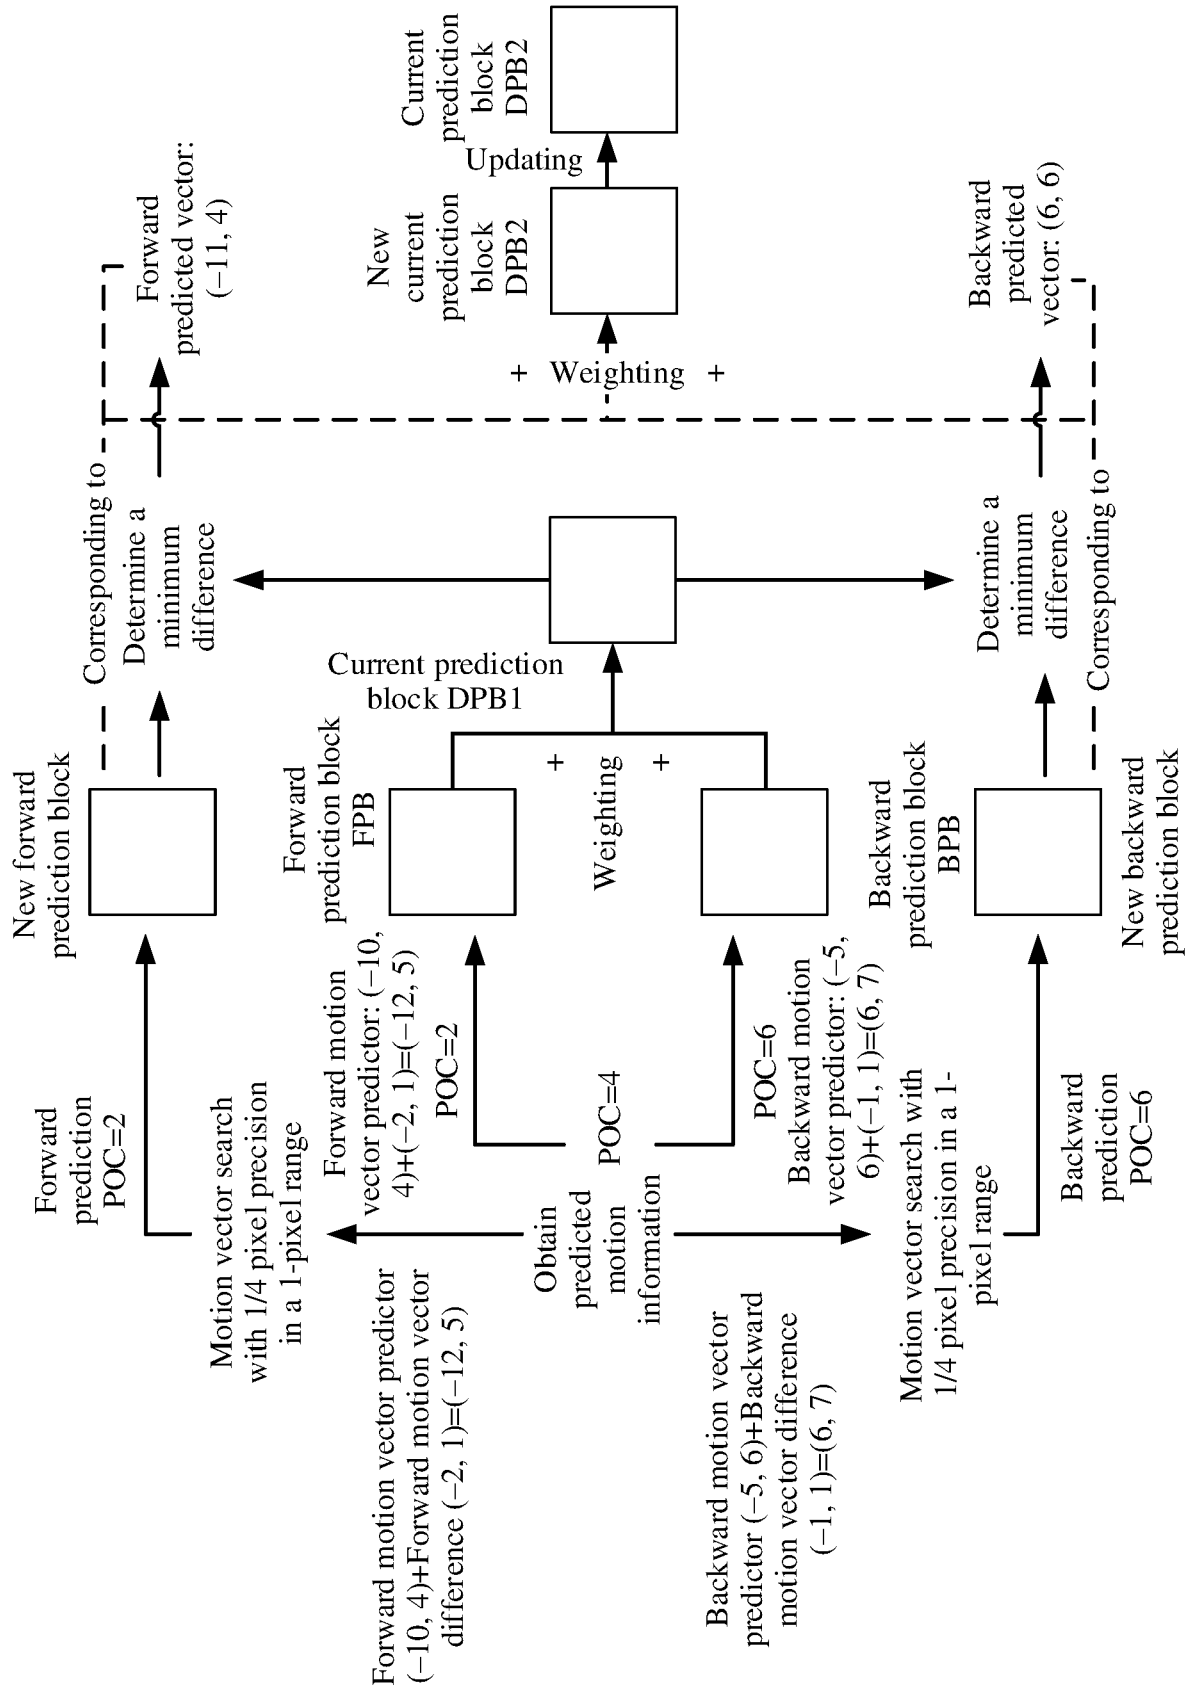 Forward motion vector predictor
(−10, 4)+Forward motion vector
difference (−2, 1)=(−12, 5)
Backward motion vector
predictor (−5, 6)+Backward
motion vector difference
(−1, 1)=(6, 7)
Obtain
predicted
motion
information
Motion vector search
with 1/4 pixel precision
in a 1-pixel range
Motion vector search with
1/4 pixel precision in a 1-
pixel range
Forward
prediction
POC=2
Forward motion
vector predictor: (−10,
4)+(−2, 1)=(−12, 5)
POC=2
POC=4
POC=6
Backward motion
vector predictor: (−5,
6)+(−1, 1)=(6, 7)
Backward
prediction
POC=6
New forward
prediction block
Forward
prediction block
FPB
+
Weighting
+
Backward
prediction block
BPB
New backward
prediction block
Current prediction
block DPB1
Corresponding to
Determine a
minimum
difference
Determine a
minimum
difference
Corresponding to
Forward
predicted vector:
(−11, 4)
+ Weighting +
Backward
predicted
vector: (6, 6)
New
current
prediction
block
DPB2
Updating
Current
prediction
block
DPB2